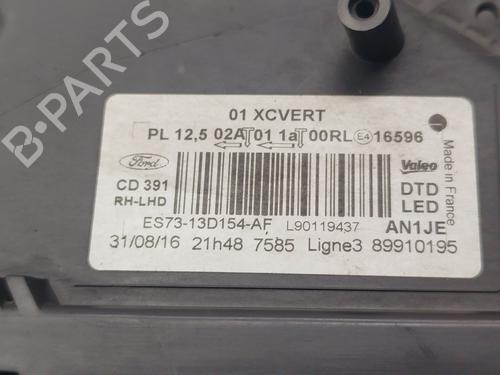 01 XCVERT
PL 12,5 02A 01 1a 00RL E4 16596
Ford
Valeo
Made in France
CD 391
DTD
RH-LHD
LED
ES73-13D154-AF L90119437 AN1JE
31/08/16 21h48 7585 Ligne3 89910195
B-PARTS